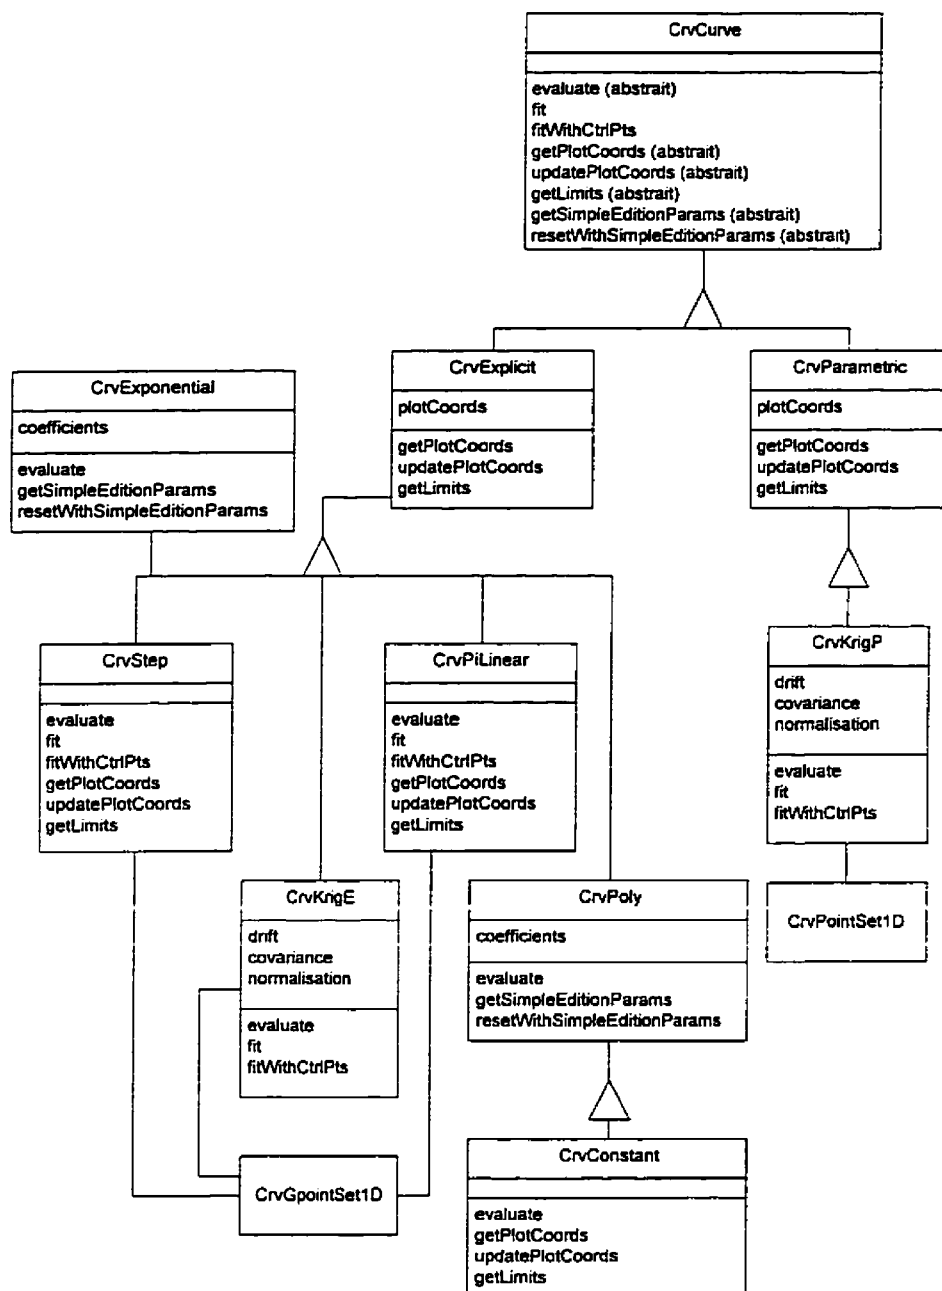 CrvCurve
evaluate (abstrait)
fit
fitWithCtrlPts
getPlotCoords (abstrait)
updatePlotCoords (abstrait)
getLimits (abstrait)
getSimpleEditionParams (abstrait)
resetWithSimpleEditionParams (abstrait)
CrvExponential
coefficients
evaluate
getSimpleEditionParams
resetWithSimpleEditionParams
CrvExplicit
plotCoords
getPlotCoords
updatePlotCoords
getLimits
CrvParametric
plotCoords
getPlotCoords
updatePlotCoords
getLimits
CrvStep
evaluate
fit
fitWithCtrlPts
getPlotCoords
updatePlotCoords
getLimits
CrvPiLinear
evaluate
fit
fitWithCtrlPts
getPlotCoords
updatePlotCoords
getLimits
CrvKrigP
drift
covariance
normalisation
evaluate
fit
fitWithCtrlPts
CrvKrigE
drift
covariance
normalisation
evaluate
fit
fitWithCtrlPts
CrvPoly
coefficients
evaluate
getSimpleEditionParams
resetWithSimpleEditionParams
CrvPointSet1D
CrvGpointSet1D
CrvConstant
evaluate
getPlotCoords
updatePlotCoords
getLimits